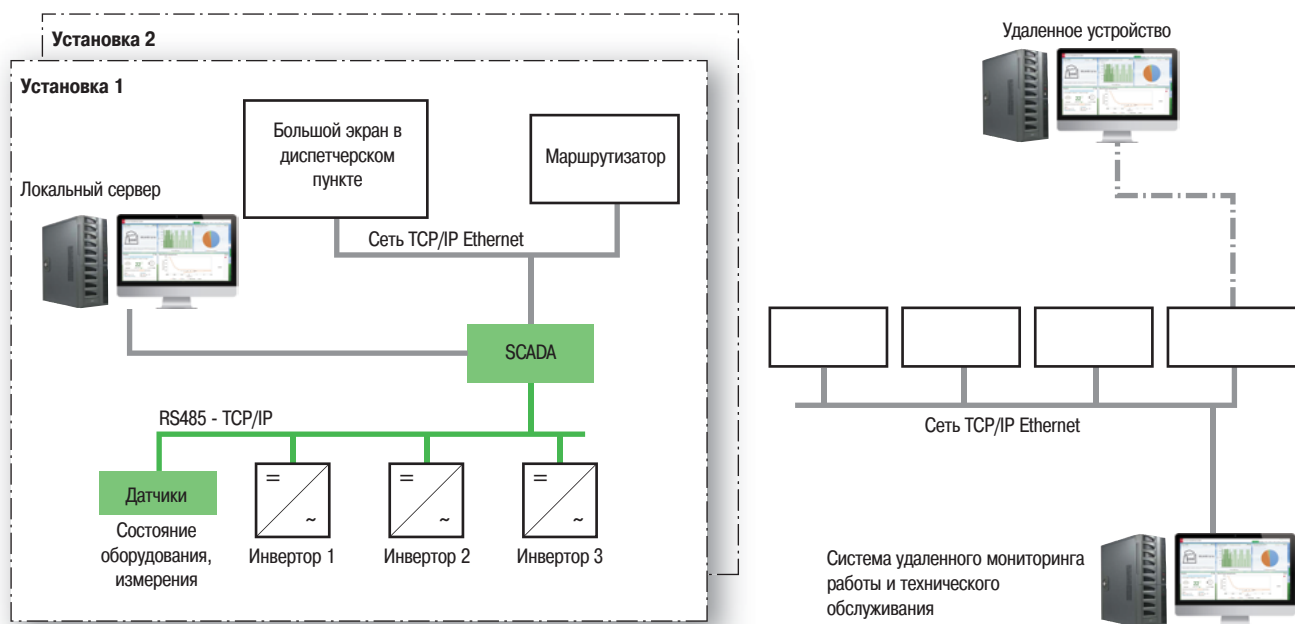 Установка 2
Установка 1
Большой экран в
диспетчерском
пункте
Маршрутизатор
Локальный сервер
Сеть TCP/IP Ethernet
SCADA
RS485 - TCP/IP
Датчики
Состояние
оборудования,
измерения
=
~
Инвертор 1
=
~
Инвертор 2
=
~
Инвертор 3
Удаленное устройство
Сеть TCP/IP Ethernet
Система удаленного мониторинга
работы и технического
обслуживания